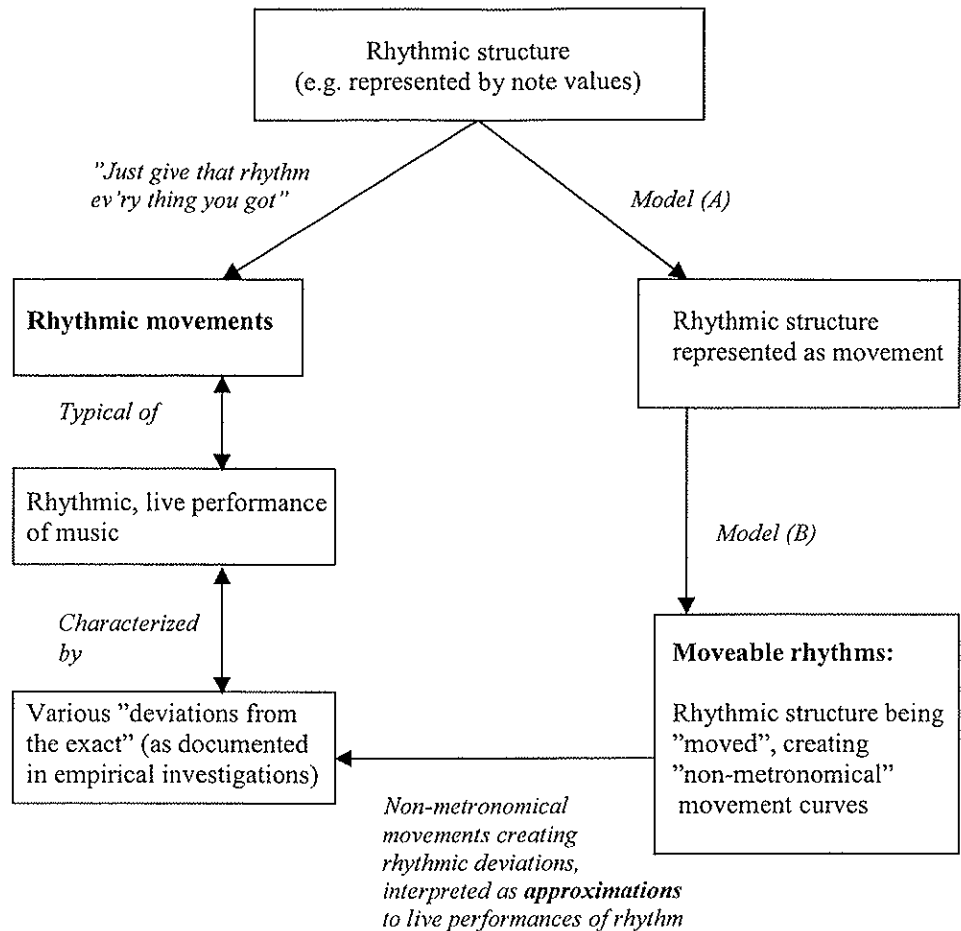 Rhythmic structure
(e.g. represented by note values)
”Just give that rhythm
ev’ry thing you got”
Model (A)
Rhythmic movements
Rhythmic structure
represented as movement
Typical of
Rhythmic, live performance
of music
Model (B)
Characterized
by
Moveable rhythms:
Rhythmic structure being
”moved”, creating
”non-metronomical”
movement curves
Various ”deviations from
the exact” (as documented
in empirical investigations)
Non-metronomical
movements creating
rhythmic deviations,
interpreted as approximations
to live performances of rhythm